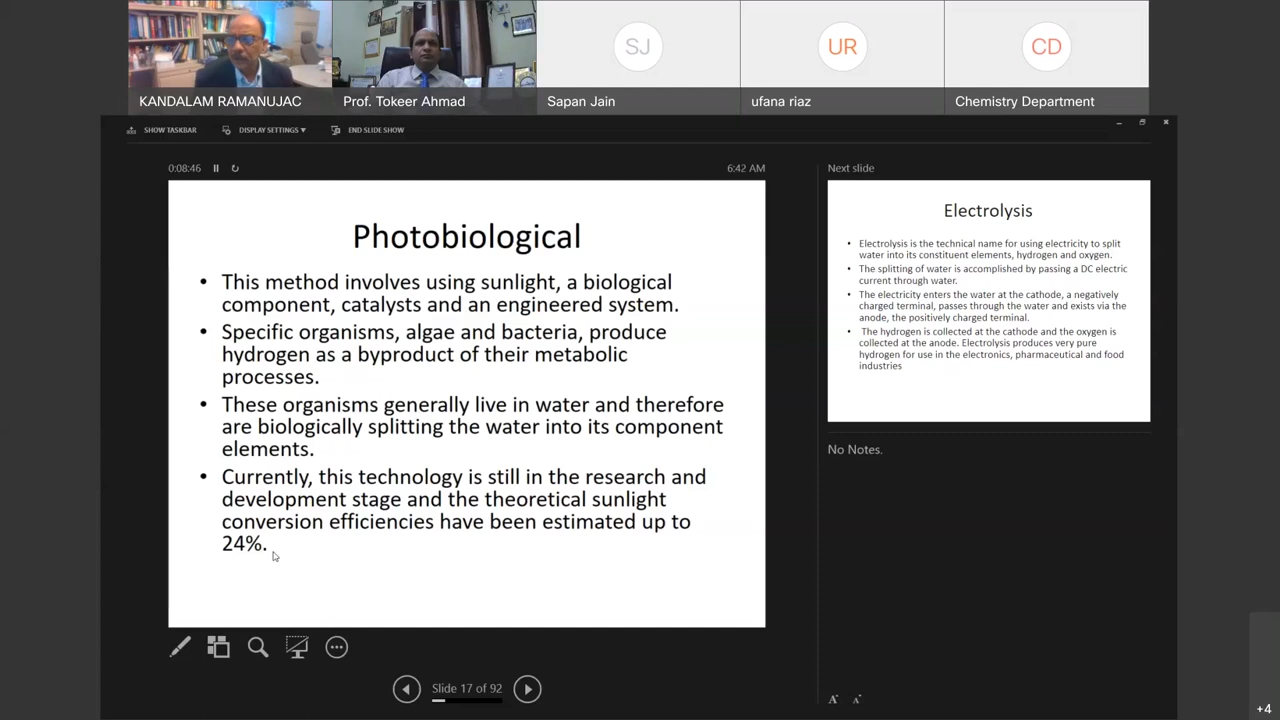 SJ
UR
CD
KANDALAM RAMANUJAC
Prof. Tokeer Ahmad
Sapan Jain
ufana riaz
Chemistry Department
SHOW TASKBAR
DISPLAY SETTINGS
END SLIDE SHOW
0:08:46
6:42 AM
Photobiological
• This method involves using sunlight, a biological
component, catalysts and an engineered system.
• Specific organisms, algae and bacteria, produce
hydrogen as a byproduct of their metabolic
processes.
• These organisms generally live in water and therefore
are biologically splitting the water into its component
elements.
• Currently, this technology is still in the research and
development stage and the theoretical sunlight
conversion efficiencies have been estimated up to
24%.
Slide 17 of 92
Next slide
Electrolysis
• Electrolysis is the technical name for using electricity to split
water into its constituent elements, hydrogen and oxygen.
• The splitting of water is accomplished by passing a DC electric
current through water.
• The electricity enters the water at the cathode, a negatively
charged terminal, passes through the water and exists via the
anode, the positively charged terminal.
• The hydrogen is collected at the cathode and the oxygen is
collected at the anode. Electrolysis produces very pure
hydrogen for use in the electronics, pharmaceutical and food
industries
No Notes.
A A
+4